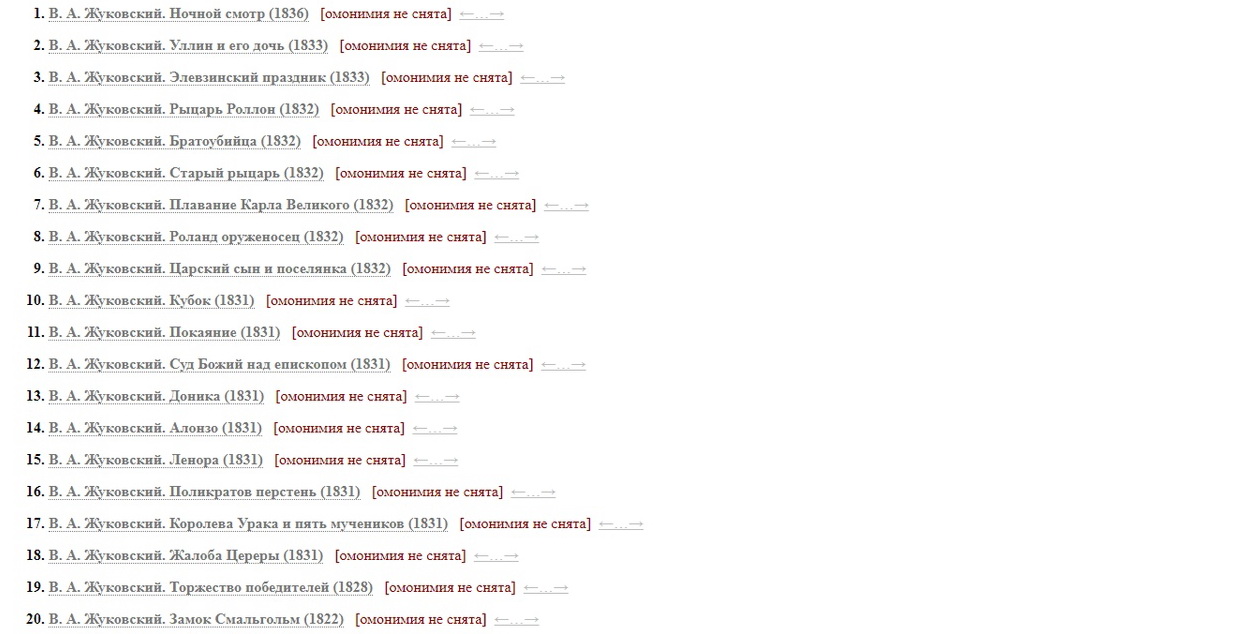 1. В. А. Жуковский. Ночной смотр (1836) [омонимия не снята] ←…→
2. В. А. Жуковский. Уллин и его дочь (1833) [омонимия не снята] ←…→
3. В. А. Жуковский. Элевзинский праздник (1833) [омонимия не снята] ←…→
4. В. А. Жуковский. Рыцарь Роллон (1832) [омонимия не снята] ←…→
5. В. А. Жуковский. Братоубийца (1832) [омонимия не снята] ←…→
6. В. А. Жуковский. Старый рыцарь (1832) [омонимия не снята] ←…→
7. В. А. Жуковский. Плавание Карла Великого (1832) [омонимия не снята] ←…→
8. В. А. Жуковский. Роланд оруженосец (1832) [омонимия не снята] ←…→
9. В. А. Жуковский. Царский сын и поселянка (1832) [омонимия не снята] ←…→
10. В. А. Жуковский. Кубок (1831) [омонимия не снята] ←…→
11. В. А. Жуковский. Покаяние (1831) [омонимия не снята] ←…→
12. В. А. Жуковский. Суд Божий над епископом (1831) [омонимия не снята] ←…→
13. В. А. Жуковский. Доника (1831) [омонимия не снята] ←…→
14. В. А. Жуковский. Алонзо (1831) [омонимия не снята] ←…→
15. В. А. Жуковский. Ленора (1831) [омонимия не снята] ←…→
16. В. А. Жуковский. Поликратов перстень (1831) [омонимия не снята] ←…→
17. В. А. Жуковский. Королева Урака и пять мучеников (1831) [омонимия не снята] ←…→
18. В. А. Жуковский. Жалоба Цереры (1831) [омонимия не снята] ←…→
19. В. А. Жуковский. Торжество победителей (1828) [омонимия не снята] ←…→
20. В. А. Жуковский. Замок Смальгольм (1822) [омонимия не снята] ←…→